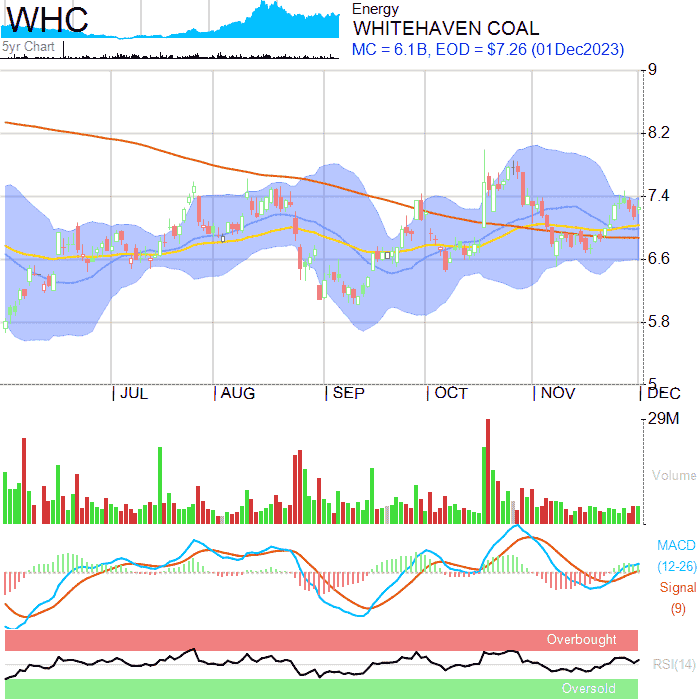 WHC
Energy
WHITEHAVEN COAL
MC = 6.1B, EOD = $7.26 (01Dec2023)
5yr Chart
9
8.2
7.4
6.6
5.8
5
JUL AUG SEP OCT NOV DEC
29M
Volume
MACD
(12-26)
Signal
(9)
Overbought
RSI(14)
Oversold